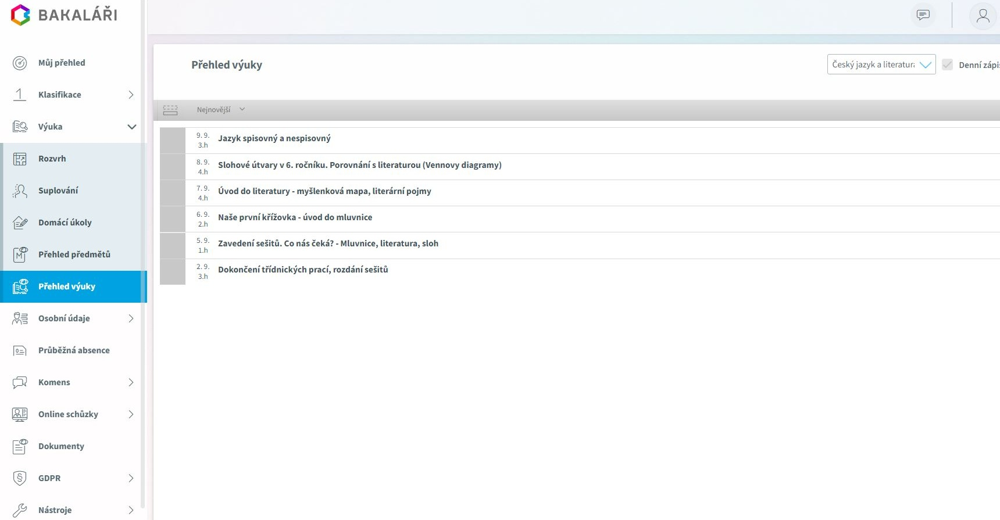 BAKALÁŘI
Můj přehled
Klasifikace
Výuka
Rozvrh
Suplování
Domácí úkoly
Přehled předmětů
Přehled výuky
Osobní údaje
Průběžná absence
Komens
Online schůzky
Dokumenty
GDPR
Nástroje
Přehled výuky
Český jazyk a literatur
Denní zápi
Nejnovější
9. 9.
3.h
Jazyk spisovný a nespisovný
8. 9.
4.h
Slohové útvary v 6. ročníku. Porovnání s literaturou (Vennovy diagramy)
7. 9.
4.h
Úvod do literatury - myšlenková mapa, literární pojmy
6. 9.
2.h
Naše první křížovka - úvod do mluvnice
5. 9.
1.h
Zavedení sešitů. Co nás čeká? - Mluvnice, literatura, sloh
2. 9.
3.h
Dokončení třídnických prací, rozdání sešitů